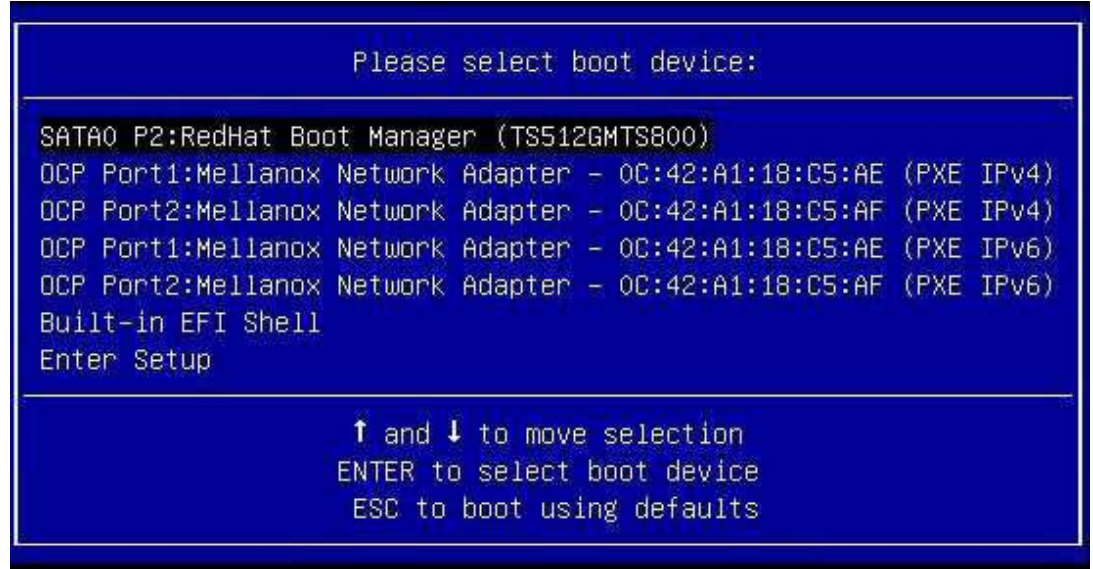 Please select boot device:
SATA0 P2:RedHat Boot Manager (TS512GMTS800)
OCP Port1:Mellanox Network Adapter - 0C:42:A1:18:C5:AE (PXE IPv4)
OCP Port2:Mellanox Network Adapter - 0C:42:A1:18:C5:AF (PXE IPv4)
OCP Port1:Mellanox Network Adapter - 0C:42:A1:18:C5:AE (PXE IPv6)
OCP Port2:Mellanox Network Adapter - 0C:42:A1:18:C5:AF (PXE IPv6)
Built-in EFI Shell
Enter Setup
↑ and ↓ to move selection
ENTER to select boot device
ESC to boot using defaults